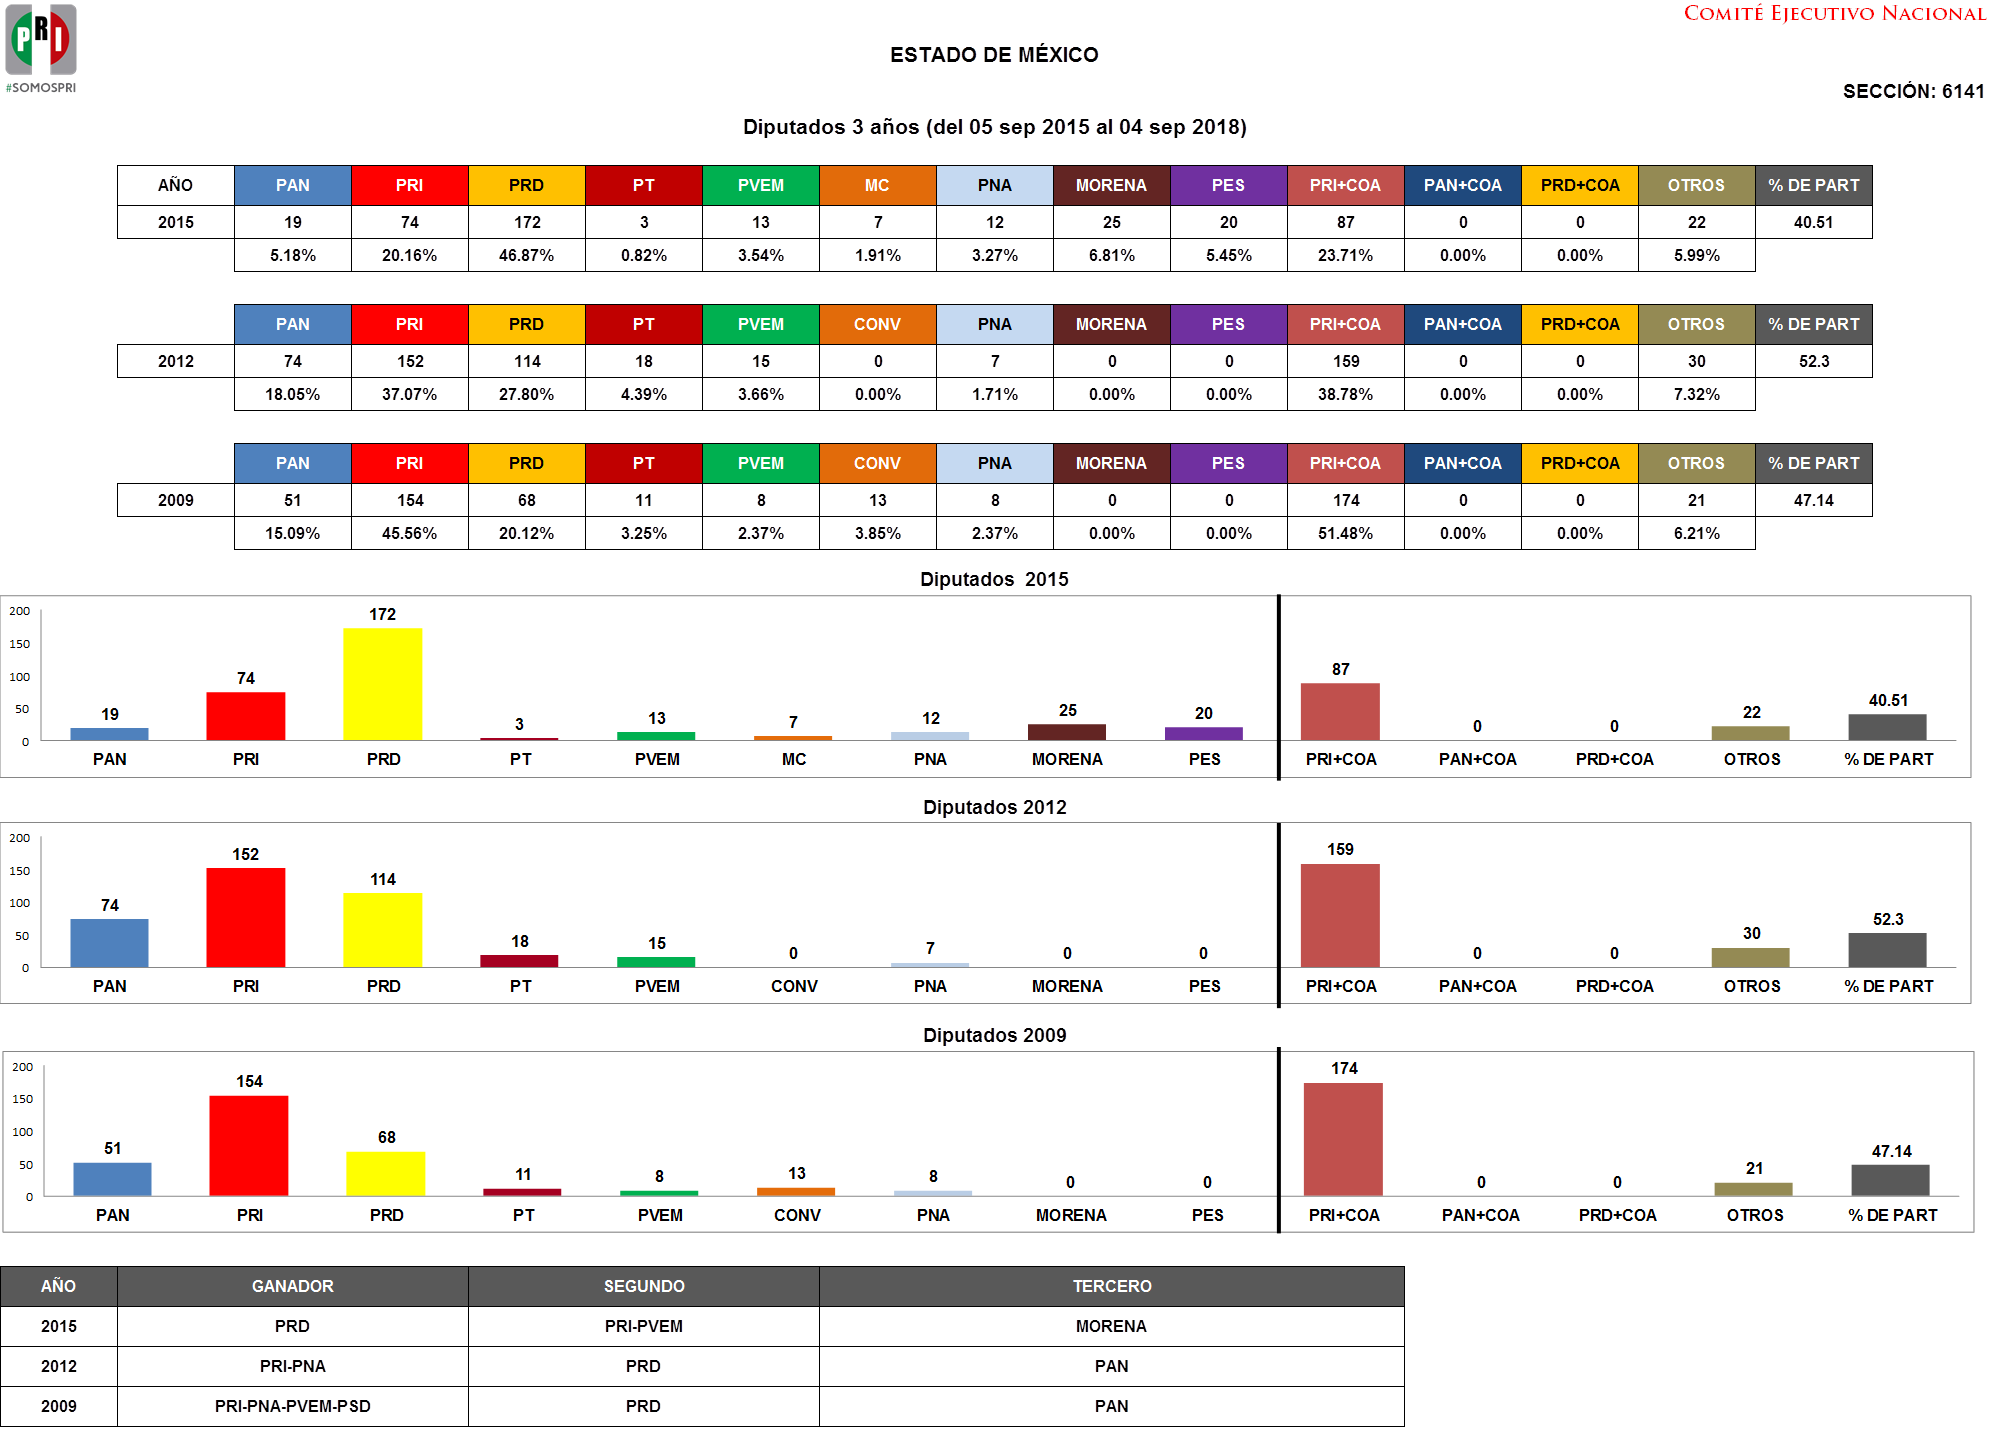 PRI
#SOMOSPRI
COMITÉ EJECUTIVO NACIONAL
ESTADO DE MÉXICO
SECCIÓN: 6141
Diputados 3 años (del 05 sep 2015 al 04 sep 2018)
AÑO PAN PRI PRD PT PVEM MC PNA MORENA PES PRI+COA PAN+COA PRD+COA OTROS % DE PART
2015 19 74 172 3 13 7 12 25 20 87 0 0 22 40.51
5.18% 20.16% 46.87% 0.82% 3.54% 1.91% 3.27% 6.81% 5.45% 23.71% 0.00% 0.00% 5.99%
PAN PRI PRD PT PVEM CONV PNA MORENA PES PRI+COA PAN+COA PRD+COA OTROS % DE PART
2012 74 152 114 18 15 0 7 0 0 159 0 0 30 52.3
18.05% 37.07% 27.80% 4.39% 3.66% 0.00% 1.71% 0.00% 0.00% 38.78% 0.00% 0.00% 7.32%
PAN PRI PRD PT PVEM CONV PNA MORENA PES PRI+COA PAN+COA PRD+COA OTROS % DE PART
2009 51 154 68 11 8 13 8 0 0 174 0 0 21 47.14
15.09% 45.56% 20.12% 3.25% 2.37% 3.85% 2.37% 0.00% 0.00% 51.48% 0.00% 0.00% 6.21%
Diputados 2015
200
150
100
50
0
19 74 172 3 13 7 12 25 20 87 0 0 22 40.51
PAN PRI PRD PT PVEM MC PNA MORENA PES PRI+COA PAN+COA PRD+COA OTROS % DE PART
Diputados 2012
200
150
100
50
0
74 152 114 18 15 0 7 0 0 159 0 0 30 52.3
PAN PRI PRD PT PVEM CONV PNA MORENA PES PRI+COA PAN+COA PRD+COA OTROS % DE PART
Diputados 2009
200
150
100
50
0
51 154 68 11 8 13 8 0 0 174 0 0 21 47.14
PAN PRI PRD PT PVEM CONV PNA MORENA PES PRI+COA PAN+COA PRD+COA OTROS % DE PART
AÑO GANADOR SEGUNDO TERCERO
2015 PRD PRI-PVEM MORENA
2012 PRI-PNA PRD PAN
2009 PRI-PNA-PVEM-PSD PRD PAN